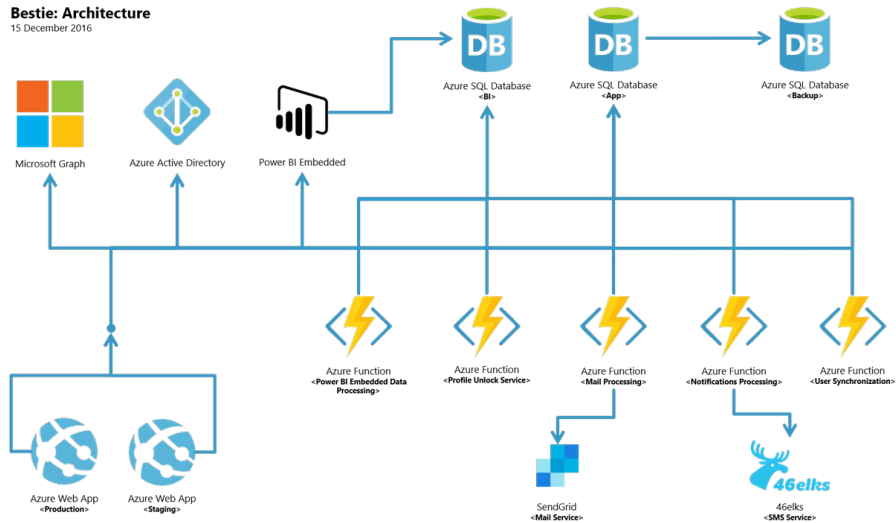 Bestie: Architecture
15 December 2016
DB
DB
DB
Azure SQL Database
<BI>
Azure SQL Database
<App>
Azure SQL Database
<Backup>
Microsoft Graph
Azure Active Directory
Power BI Embedded
Azure Function
<Power BI Embedded Data
Processing>
Azure Function
<Profile Unlock Service>
Azure Function
<Mail Processing>
Azure Function
<Notifications Processing>
Azure Function
<User Synchronization>
Azure Web App
<Production>
Azure Web App
<Staging>
SendGrid
<Mail Service>
46elks
46elks
<SMS Service>